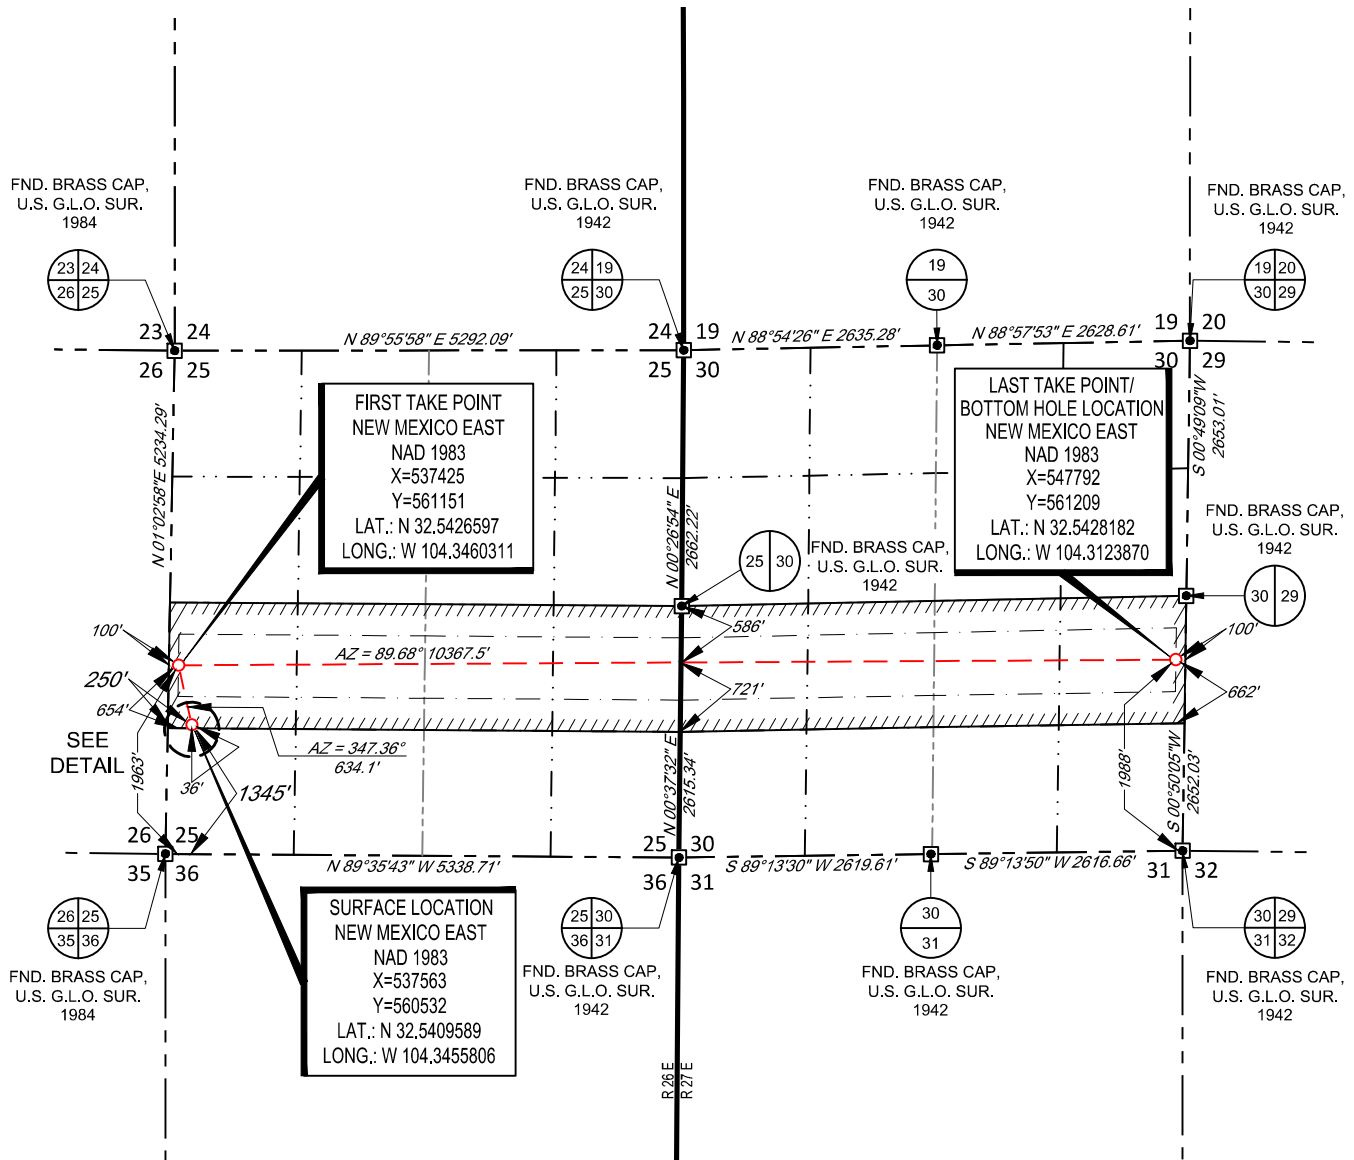 FND. BRASS CAP,
U.S. G.L.O. SUR.
1984
FND. BRASS CAP,
U.S. G.L.O. SUR.
1942
FND. BRASS CAP,
U.S. G.L.O. SUR.
1942
FND. BRASS CAP,
U.S. G.L.O. SUR.
1942
23 24
26 25
24 19
25 30
19
30
19 20
30 29
23 24
26 25
N 89°55'58" E 5292.09'
24 19
25 30
N 88°54'26" E 2635.28'
N 88°57'53" E 2628.61'
19 20
30 29
FIRST TAKE POINT
NEW MEXICO EAST
NAD 1983
X=537425
Y=561151
LAT.: N 32.5426597
LONG.: W 104.3460311
LAST TAKE POINT/
BOTTOM HOLE LOCATION
NEW MEXICO EAST
NAD 1983
X=547792
Y=561209
LAT.: N 32.5428182
LONG.: W 104.3123870
N 01°02'58"E 5234.29'
N 00°26'54" E
2662.22'
S 00°49'09"W
2653.01'
25 30
FND. BRASS CAP,
U.S. G.L.O. SUR.
1942
FND. BRASS CAP,
U.S. G.L.O. SUR.
1942
30 29
100'
586'
100'
AZ = 89.68° 10367.5'
250'
654'
721'
662'
SEE
DETAIL
AZ = 347.36°
634.1'
1963'
36'
1345'
N 00°37'32" E
2615.34'
1988'
S 00°50'05"W
2652.03'
26 25
35 36
N 89°35'43" W 5338.71'
25 30
36 31
S 89°13'30" W 2619.61'
S 89°13'50" W 2616.66'
31 32
26 25
35 36
FND. BRASS CAP,
U.S. G.L.O. SUR.
1984
SURFACE LOCATION
NEW MEXICO EAST
NAD 1983
X=537563
Y=560532
LAT.: N 32.5409589
LONG.: W 104.3455806
25 30
36 31
FND. BRASS CAP,
U.S. G.L.O. SUR.
1942
30
31
FND. BRASS CAP,
U.S. G.L.O. SUR.
1942
30 29
31 32
FND. BRASS CAP,
U.S. G.L.O. SUR.
1942
R 26 E
R 27 E